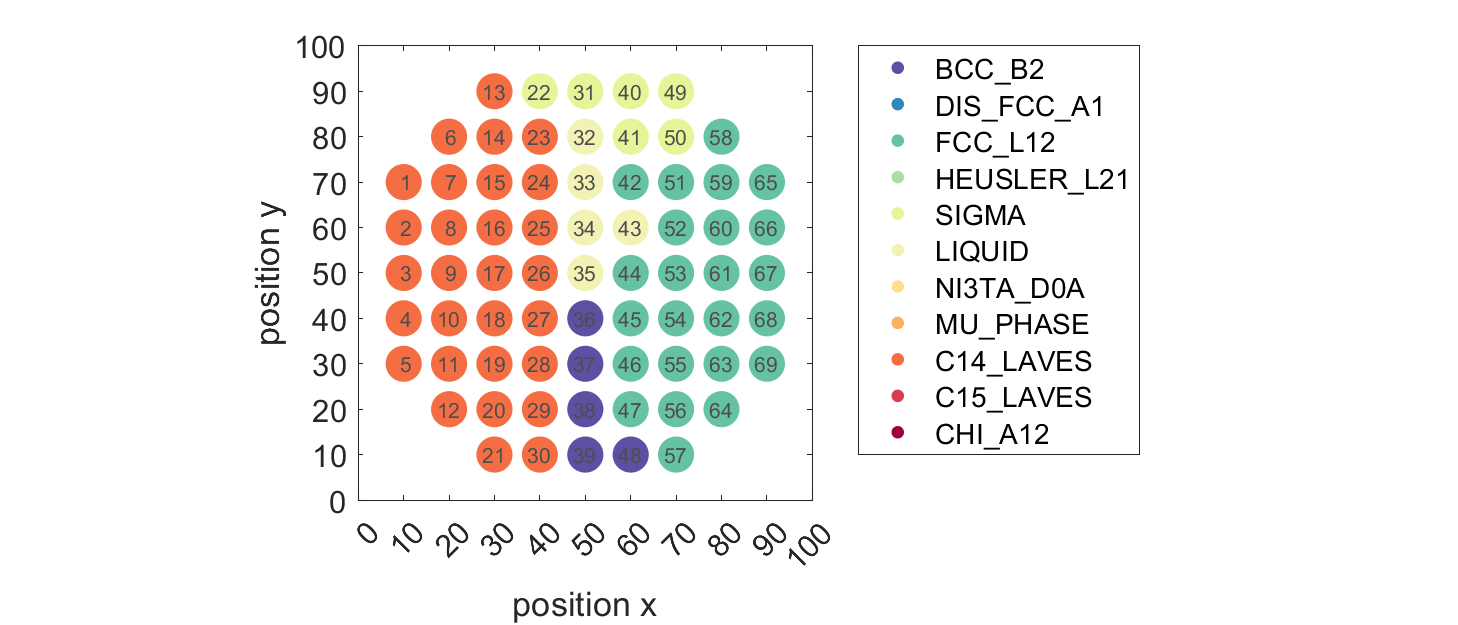 100
90
80
70
60
50
40
30
20
10
0
position y
13 22 31 40 49
6 14 23 32 41 50 58
1 7 15 24 33 42 51 59 65
2 8 16 25 34 43 52 60 66
3 9 17 26 35 44 53 61 67
4 10 18 27 36 45 54 62 68
5 11 19 28 37 46 55 63 69
12 20 29 38 47 56 64
21 30 39 48 57
0 10 20 30 40 50 60 70 80 90 100
position x
BCC_B2
DIS_FCC_A1
FCC_L12
HEUSLER_L21
SIGMA
LIQUID
NI3TA_D0A
MU_PHASE
C14_LAVES
C15_LAVES
CHI_A12